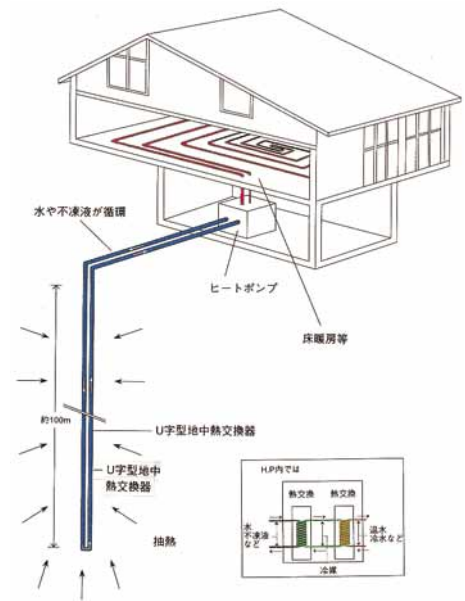 水や不凍液が循環
ヒートポンプ
床暖房等
約100m
U字型地中熱交換器
U字型地中
熱交換器
抽熱
H.P内では
熱交換 熱交換
水
不凍液
など
温水
冷水など
冷媒